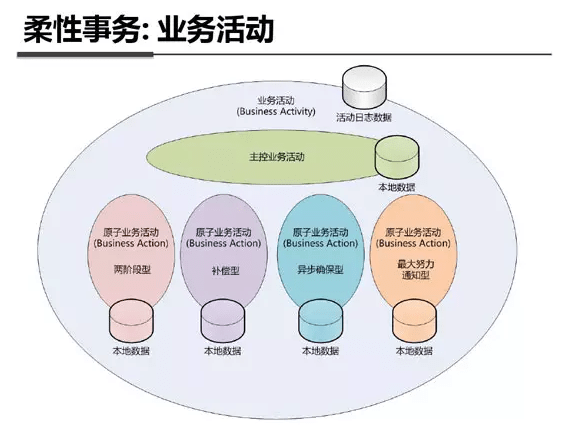 柔性事务: 业务活动
业务活动
(Business Activity)
活动日志数据
主控业务活动
本地数据
原子业务活动
(Business Action)
两阶段型
本地数据
原子业务活动
(Business Action)
补偿型
本地数据
原子业务活动
(Business Action)
异步确保型
本地数据
原子业务活动
(Business Action)
最大努力
通知型
本地数据